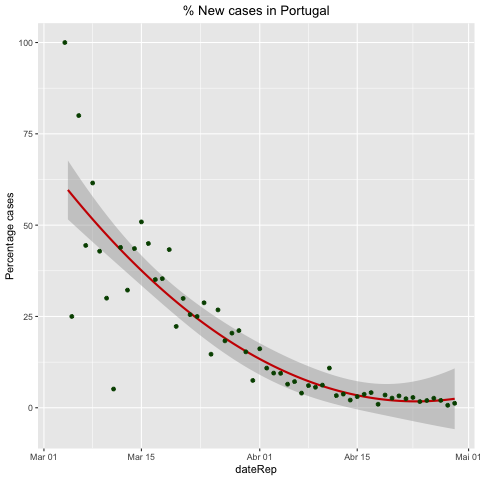 % New cases in Portugal
Percentage cases
100
75
50
25
0
Mar 01
Mar 15
Abr 01
Abr 15
Mai 01
dateRep